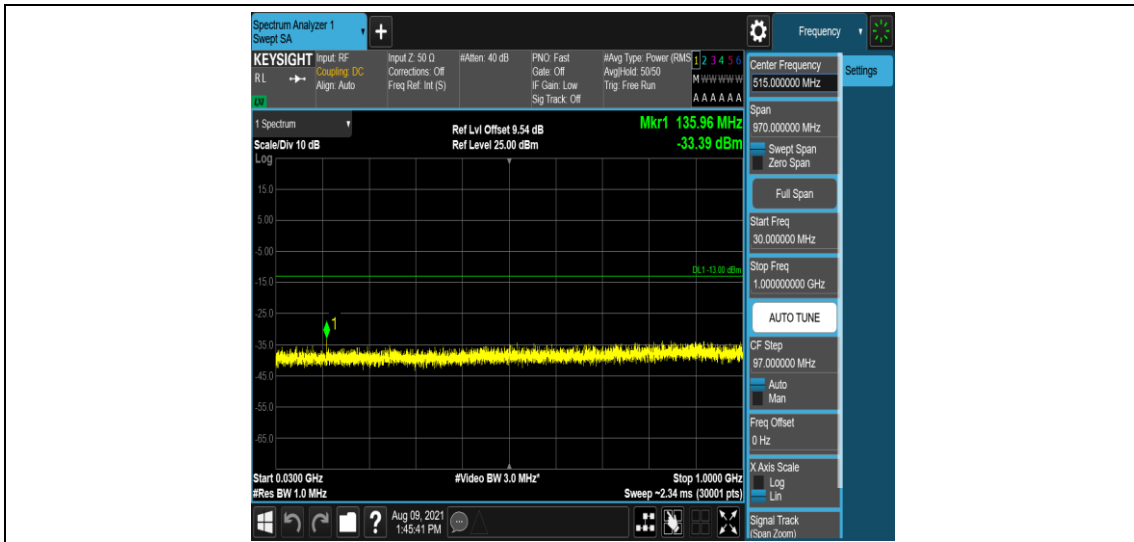 Spectrum Analyzer 1
Swept SA
+
Frequency
KEYSIGHT
RL
LM
Input: RF
Coupling: DC
Align: Auto
Input Z: 50 Ω
Corrections: Off
Freq Ref: Int (S)
#Atten: 40 dB
PNO: Fast
Gate: Off
IF Gain: Low
Sig Track: Off
#Avg Type: Power (RMS
Avg|Hold: 50/50
Trig: Free Run
1 2 3 4 5 6
M W W W W W
A A A A A A
1 Spectrum
Scale/Div 10 dB
Ref Lvl Offset 9.54 dB
Ref Level 25.00 dBm
Mkr1 135.96 MHz
-33.39 dBm
Log
15.0
5.00
-5.00
DL1 -13.00 dBm
-15.0
-25.0
1
-35.0
-45.0
-55.0
-65.0
Start 0.0300 GHz
#Res BW 1.0 MHz
#Video BW 3.0 MHz*
Stop 1.0000 GHz
Sweep ~2.34 ms (30001 pts)
?
Aug 09, 2021
1:45:41 PM
Center Frequency
515.000000 MHz
Settings
Span
970.000000 MHz
Swept Span
Zero Span
Full Span
Start Freq
30.000000 MHz
Stop Freq
1.000000000 GHz
AUTO TUNE
CF Step
97.000000 MHz
Auto
Man
Freq Offset
0 Hz
X Axis Scale
Log
Lin
Signal Track
(Span Zoom)